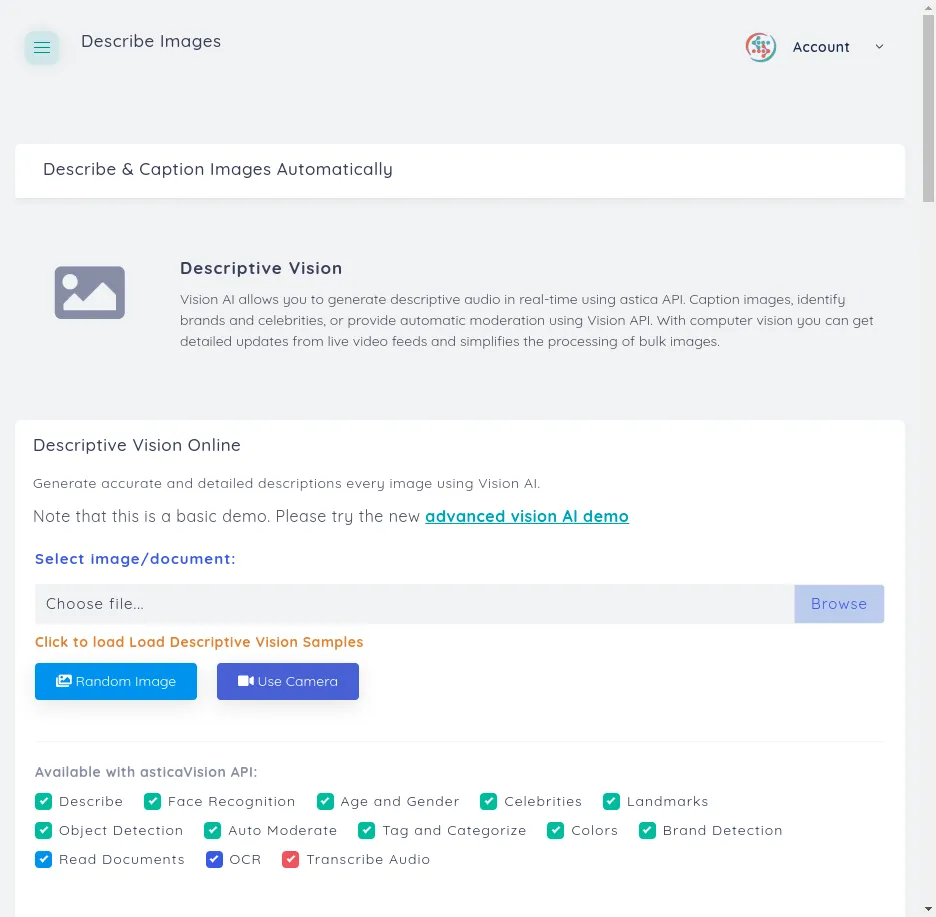 Describe Images
Account
Describe & Caption Images Automatically
Descriptive Vision
Vision AI allows you to generate descriptive audio in real-time using astica API. Caption images, identify
brands and celebrities, or provide automatic moderation using Vision API. With computer vision you can get
detailed updates from live video feeds and simplifies the processing of bulk images.
Descriptive Vision Online
Generate accurate and detailed descriptions every image using Vision AI.
Note that this is a basic demo. Please try the new advanced vision AI demo
Select image/document:
Choose file... Browse
Click to load Load Descriptive Vision Samples
Random Image Use Camera
Available with asticaVision API:
Describe Face Recognition Age and Gender Celebrities Landmarks
Object Detection Auto Moderate Tag and Categorize Colors Brand Detection
Read Documents OCR Transcribe Audio